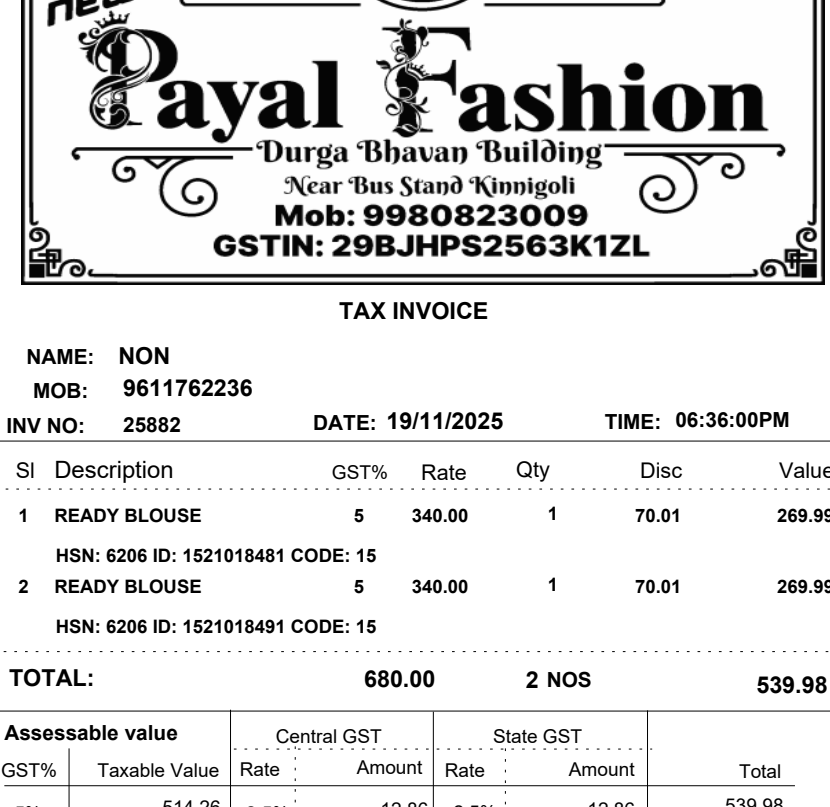 new
Payal Fashion
Durga Bhavan Building
Near Bus Stand Kinnigoli
Mob: 9980823009
GSTIN: 29BJHPS2563K1ZL
TAX INVOICE
NAME: NON
MOB: 9611762236
INV NO: 25882 DATE: 19/11/2025 TIME: 06:36:00PM
Sl Description GST% Rate Qty Disc Value
1 READY BLOUSE 5 340.00 1 70.01 269.99
HSN: 6206 ID: 1521018481 CODE: 15
2 READY BLOUSE 5 340.00 1 70.01 269.99
HSN: 6206 ID: 1521018491 CODE: 15
TOTAL: 680.00 2 NOS 539.98
Assessable value Central GST State GST
GST% Taxable Value Rate Amount Rate Amount Total
514.26 12.86 12.86 539.98